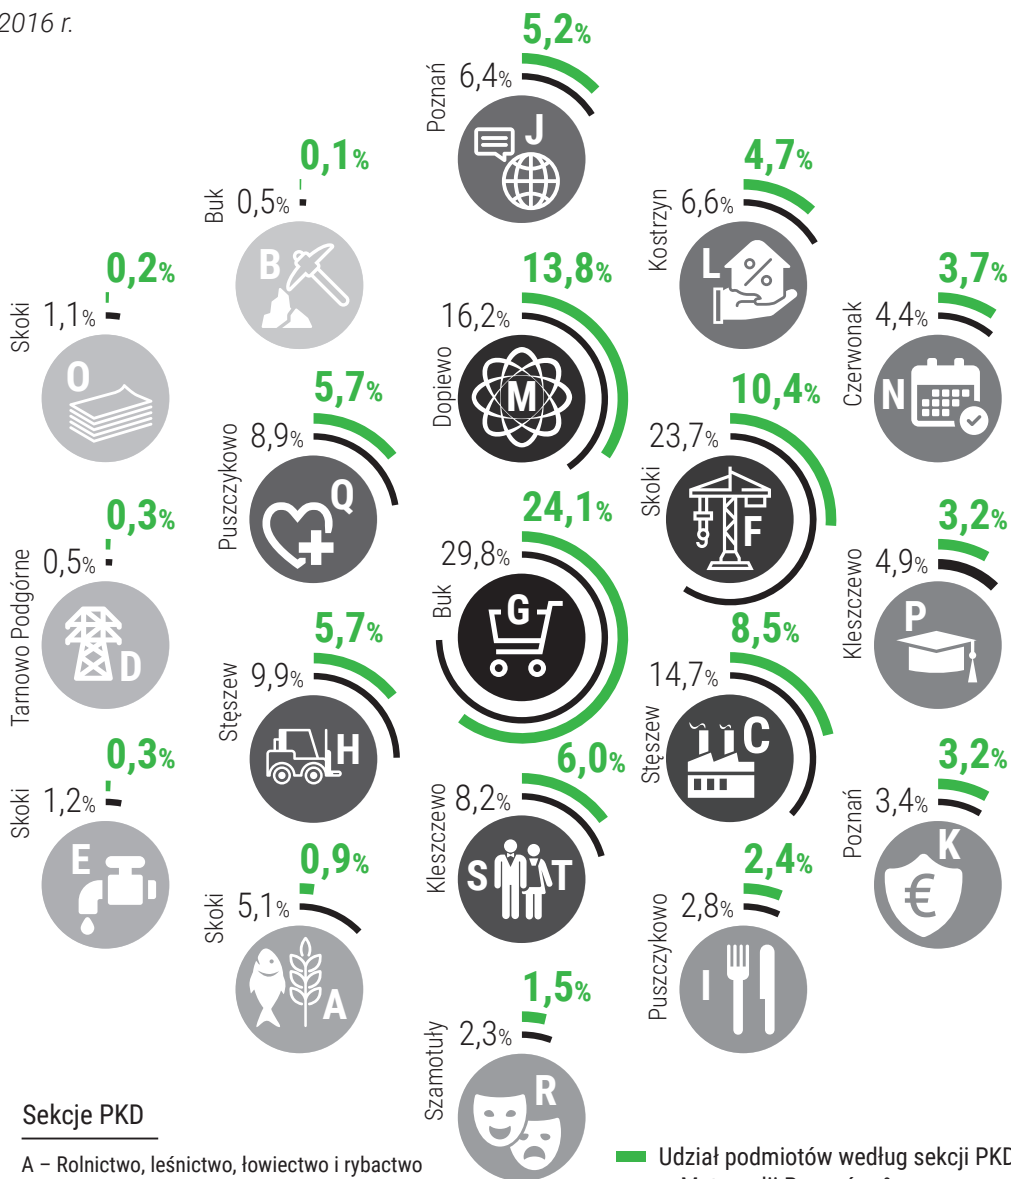 2016 r.
5,2%
6,4%
Poznań
J
0,1%
0,5%
Buk
B
4,7%
6,6%
Kostrzyn
L
%
0,2%
1,1%
Skoki
O
13,8%
16,2%
Dopiewo
M
3,7%
4,4%
Czerwonak
N
5,7%
8,9%
Puszczykowo
Q
10,4%
23,7%
Skoki
F
0,3%
0,5%
Tarnowo Podgórne
D
24,1%
29,8%
Buk
G
3,2%
4,9%
Kleszczewo
P
5,7%
9,9%
Stęszew
H
8,5%
14,7%
Stęszew
C
0,3%
1,2%
Skoki
E
6,0%
8,2%
Kleszczewo
S T
3,2%
3,4%
Poznań
K
€
0,9%
5,1%
Skoki
A
2,4%
2,8%
Puszczykowo
I
1,5%
2,3%
Szamotuły
R
Sekcje PKD
A – Rolnictwo, leśnictwo, łowiectwo i rybactwo
Udział podmiotów według sekcji PKD